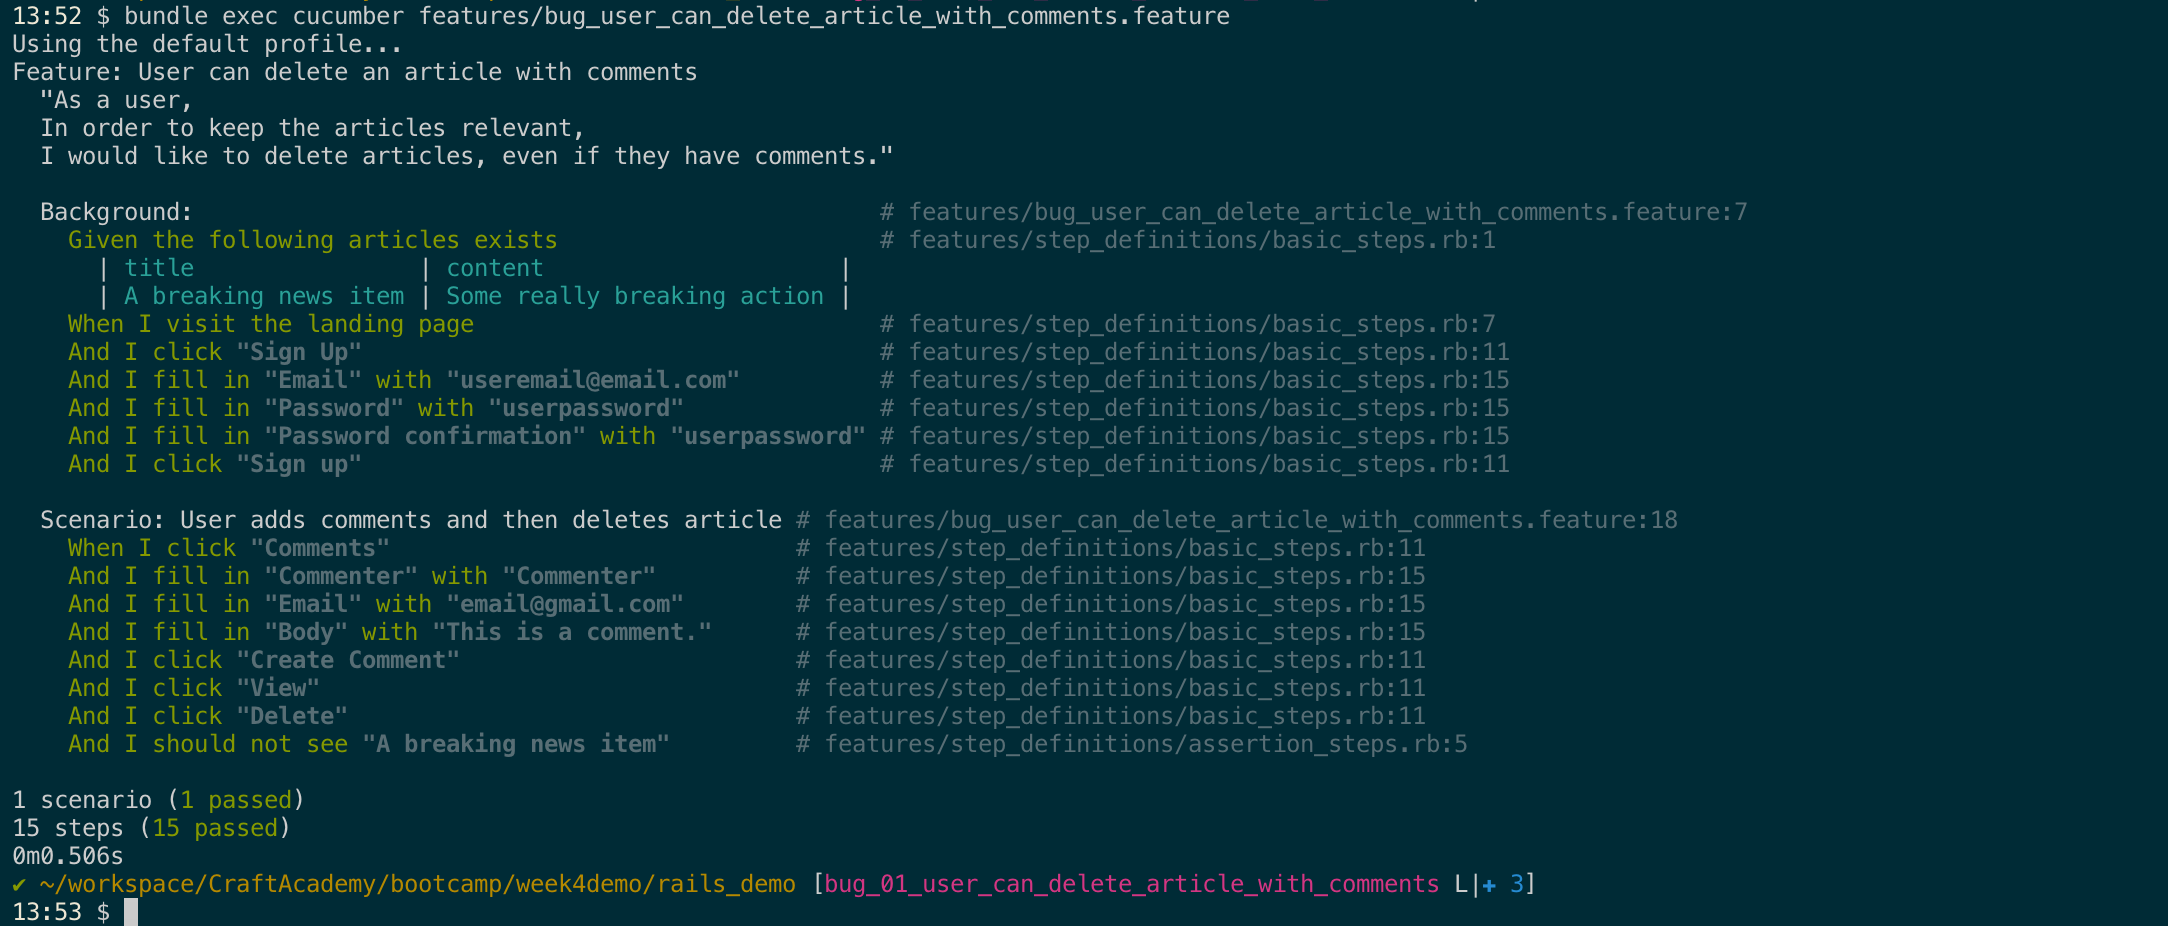 13:52 $ bundle exec cucumber features/bug_user_can_delete_article_with_comments.feature
Using the default profile...
Feature: User can delete an article with comments
  "As a user,
  In order to keep the articles relevant,
  I would like to delete articles, even if they have comments."
  Background:                                                 # features/bug_user_can_delete_article_with_comments.feature:7
    Given the following articles exists                       # features/step_definitions/basic_steps.rb:1
      | title                | content                     |
      | A breaking news item | Some really breaking action |
    When I visit the landing page                             # features/step_definitions/basic_steps.rb:7
    And I click "Sign Up"                                     # features/step_definitions/basic_steps.rb:11
    And I fill in "Email" with "useremail@email.com"          # features/step_definitions/basic_steps.rb:15
    And I fill in "Password" with "userpassword"              # features/step_definitions/basic_steps.rb:15
    And I fill in "Password confirmation" with "userpassword" # features/step_definitions/basic_steps.rb:15
    And I click "Sign up"                                     # features/step_definitions/basic_steps.rb:11
  Scenario: User adds comments and then deletes article # features/bug_user_can_delete_article_with_comments.feature:18
    When I click "Comments"                             # features/step_definitions/basic_steps.rb:11
    And I fill in "Commenter" with "Commenter"          # features/step_definitions/basic_steps.rb:15
    And I fill in "Email" with "email@gmail.com"        # features/step_definitions/basic_steps.rb:15
    And I fill in "Body" with "This is a comment."      # features/step_definitions/basic_steps.rb:15
    And I click "Create Comment"                        # features/step_definitions/basic_steps.rb:11
    And I click "View"                                  # features/step_definitions/basic_steps.rb:11
    And I click "Delete"                                # features/step_definitions/basic_steps.rb:11
    And I should not see "A breaking news item"         # features/step_definitions/assertion_steps.rb:5
1 scenario (1 passed)
15 steps (15 passed)
0m0.506s
✔ ~/workspace/CraftAcademy/bootcamp/week4demo/rails_demo [bug_01_user_can_delete_article_with_comments L|✚ 3]
13:53 $